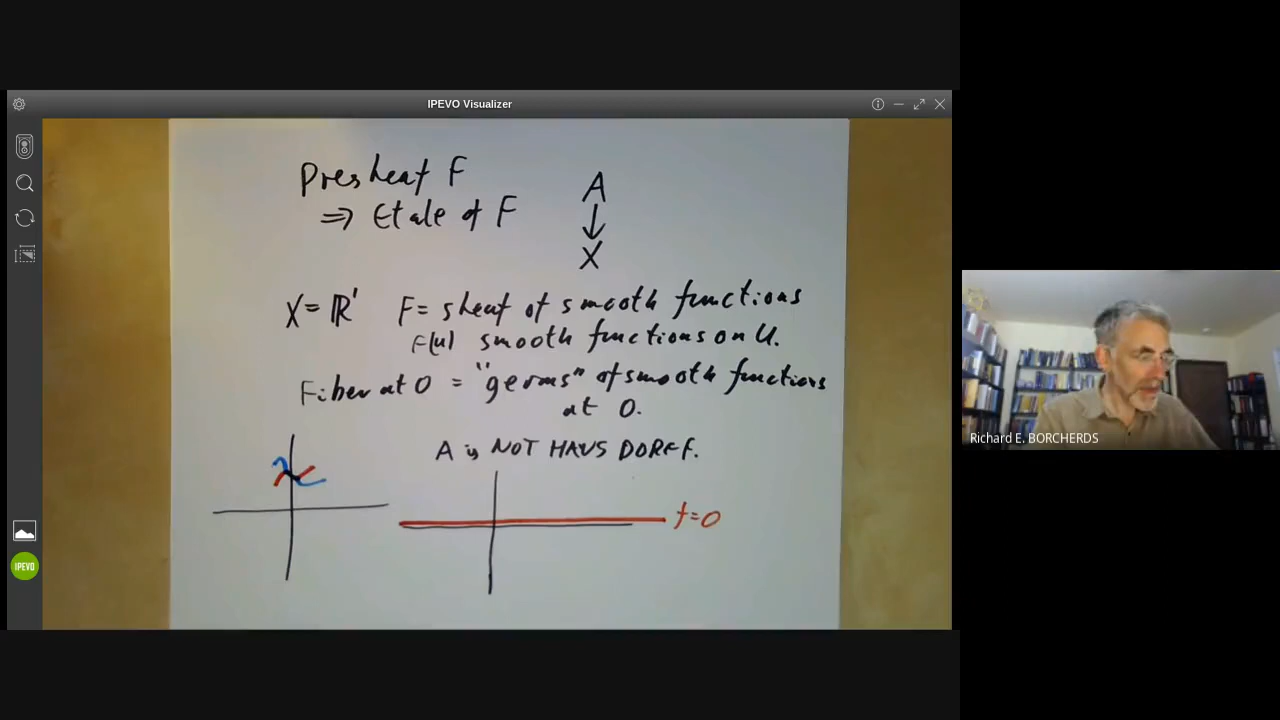 IPEVO Visualizer
Presheaf F
⇒ Etale of F
A
↓
X
X = ℝ¹ F = sheaf of smooth functions
F(U) smooth functions on U.
Fiber at 0 = "germs" of smooth functions
at 0.
A is NOT HAUSDORFF.
f=0
IPEVO
Richard E. BORCHERDS